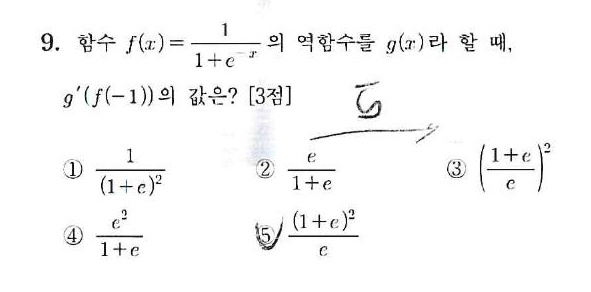 9. 함수 f(x) = \frac{1}{1+e^{-x}} 의 역함수를 g(x)라 할 때,
g′(f(−1))의 값은? [3점]
5
① \frac{1}{(1+e)^2} ② \frac{e}{1+e} ③ \left(\frac{1+e}{e}\right)^2
④ \frac{e^2}{1+e} ⑤ \frac{(1+e)^2}{e}